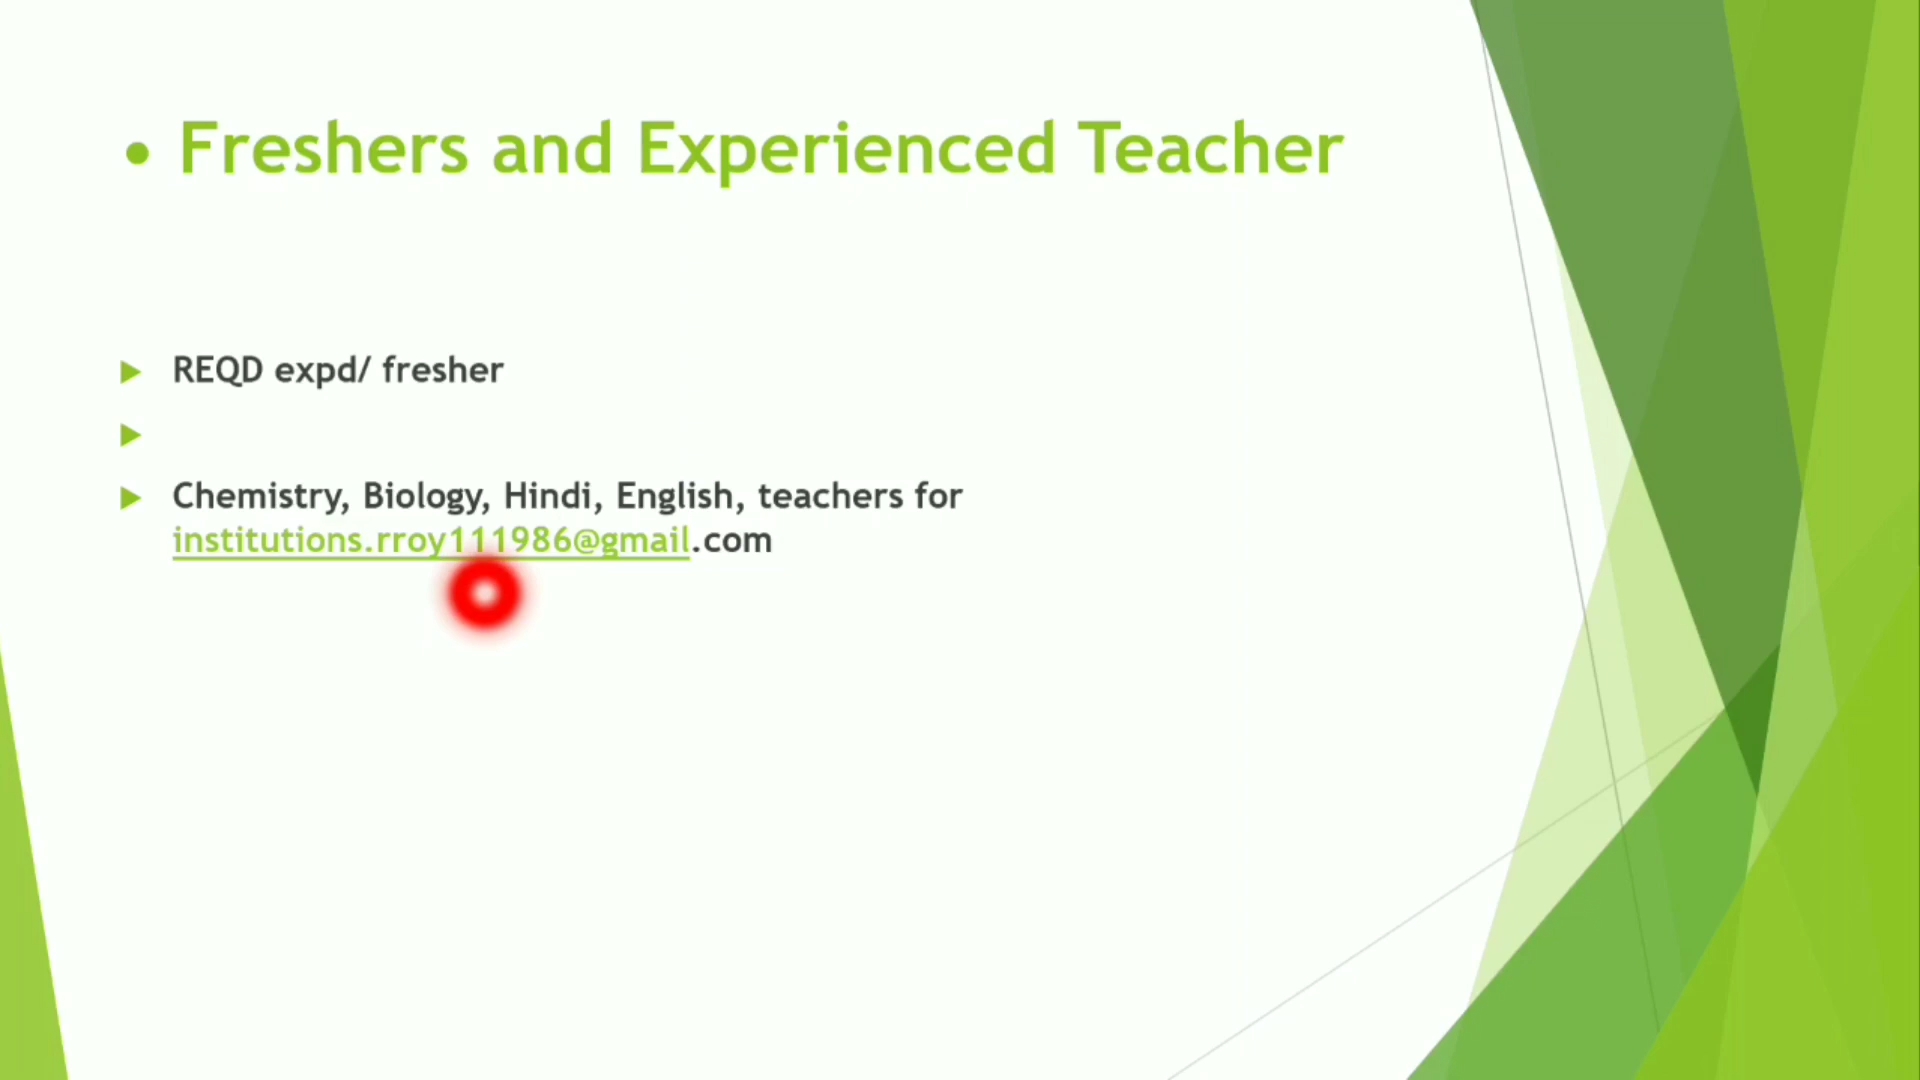 • Freshers and Experienced Teacher
REQD expd/ fresher
Chemistry, Biology, Hindi, English, teachers for
institutions.rroy111986@gmail.com